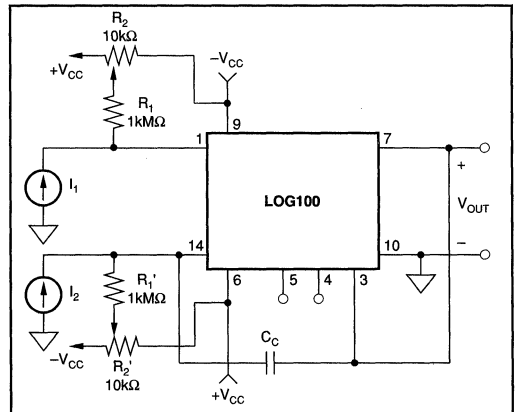 R2
10kΩ
+VCC
−VCC
R1
1kMΩ
9
1
7
I1
LOG100
+
VOUT
−
14
10
I2
R1'
1kMΩ
6
5
4
3
CC
−VCC
R2'
10kΩ
+VCC